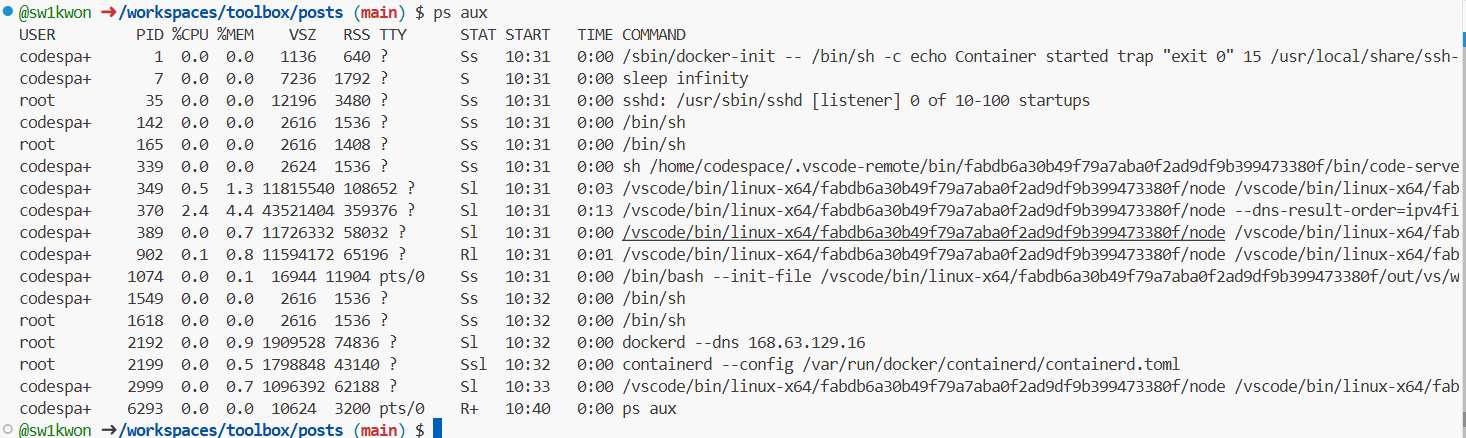 @sw1kwon ➜/workspaces/toolbox/posts (main) $ ps aux
USER         PID %CPU %MEM    VSZ   RSS TTY      STAT START   TIME COMMAND
codespa+       1  0.0  0.0   1136   640 ?        Ss   10:31   0:00 /sbin/docker-init -- /bin/sh -c echo Container started trap "exit 0" 15 /usr/local/share/ssh-
codespa+       7  0.0  0.0   7236  1792 ?        S    10:31   0:00 sleep infinity
root          35  0.0  0.0  12196  3480 ?        Ss   10:31   0:00 sshd: /usr/sbin/sshd [listener] 0 of 10-100 startups
codespa+     142  0.0  0.0   2616  1536 ?        Ss   10:31   0:00 /bin/sh
root         165  0.0  0.0   2616  1408 ?        Ss   10:31   0:00 /bin/sh
codespa+     339  0.0  0.0   2624  1536 ?        Ss   10:31   0:00 sh /home/codespace/.vscode-remote/bin/fabdb6a30b49f79a7aba0f2ad9df9b399473380f/bin/code-serve
codespa+     349  0.5  1.3 11815540 108652 ?     Sl   10:31   0:03 /vscode/bin/linux-x64/fabdb6a30b49f79a7aba0f2ad9df9b399473380f/node /vscode/bin/linux-x64/fab
codespa+     370  2.4  4.4 43521404 359376 ?     Sl   10:31   0:13 /vscode/bin/linux-x64/fabdb6a30b49f79a7aba0f2ad9df9b399473380f/node --dns-result-order=ipv4fi
codespa+     389  0.0  0.7 11726332 58032 ?      Sl   10:31   0:00 /vscode/bin/linux-x64/fabdb6a30b49f79a7aba0f2ad9df9b399473380f/node /vscode/bin/linux-x64/fab
codespa+     902  0.1  0.8 11594172 65196 ?      Rl   10:31   0:01 /vscode/bin/linux-x64/fabdb6a30b49f79a7aba0f2ad9df9b399473380f/node /vscode/bin/linux-x64/fab
codespa+    1074  0.0  0.1  16944 11904 pts/0    Ss   10:31   0:00 /bin/bash --init-file /vscode/bin/linux-x64/fabdb6a30b49f79a7aba0f2ad9df9b399473380f/out/vs/w
codespa+    1549  0.0  0.0   2616  1536 ?        Ss   10:32   0:00 /bin/sh
root        1618  0.0  0.0   2616  1536 ?        Ss   10:32   0:00 /bin/sh
root        2192  0.0  0.9 1909528 74836 ?       Sl   10:32   0:00 dockerd --dns 168.63.129.16
root        2199  0.0  0.5 1798848 43140 ?       Ssl  10:32   0:00 containerd --config /var/run/docker/containerd/containerd.toml
codespa+    2999  0.0  0.7 1096392 62188 ?       Sl   10:33   0:00 /vscode/bin/linux-x64/fabdb6a30b49f79a7aba0f2ad9df9b399473380f/node /vscode/bin/linux-x64/fab
codespa+    6293  0.0  0.0  10624  3200 pts/0    R+   10:40   0:00 ps aux
@sw1kwon ➜/workspaces/toolbox/posts (main) $